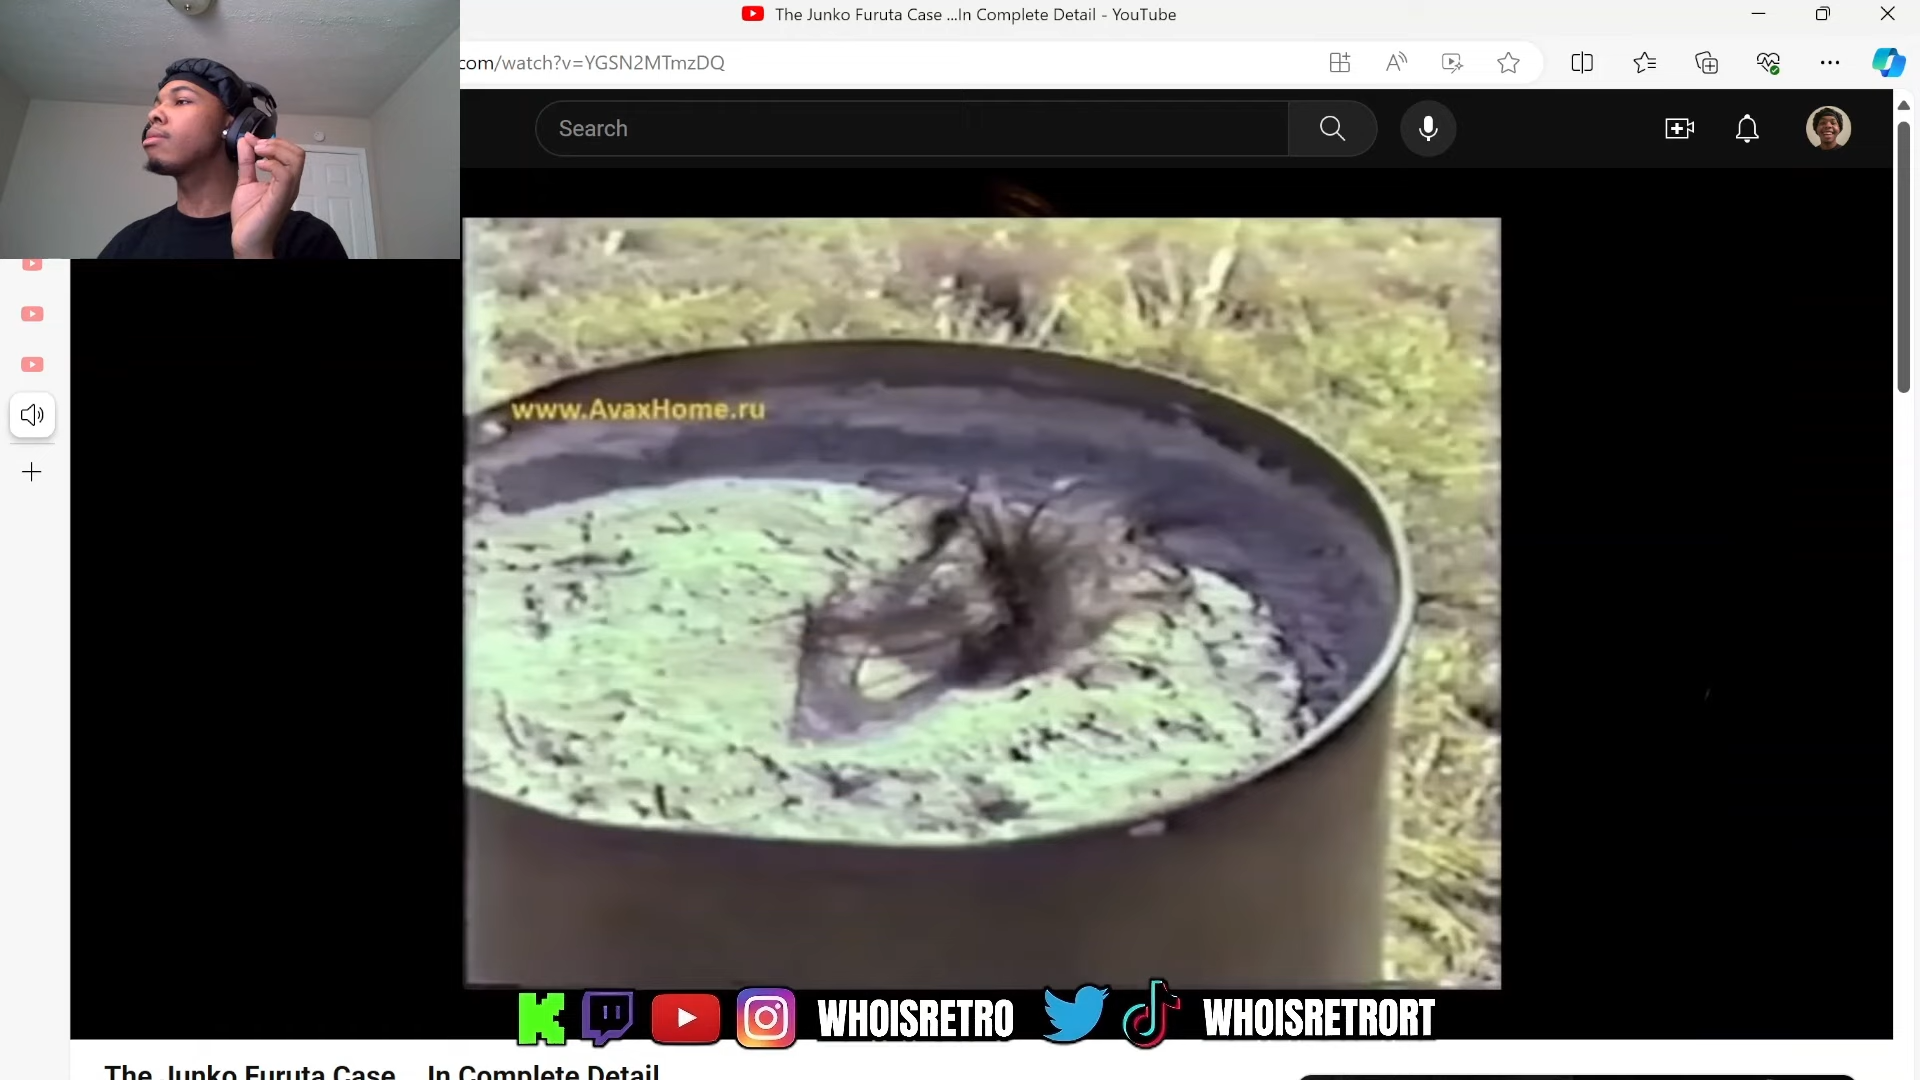 The Junko Furuta Case ...In Complete Detail - YouTube
com/watch?v=YGSN2MTmzDQ
Search
www.AvaxHome.ru
WHOISRETRO
WHOISRETRORT
The Junko Furuta Case ...In Complete Detail